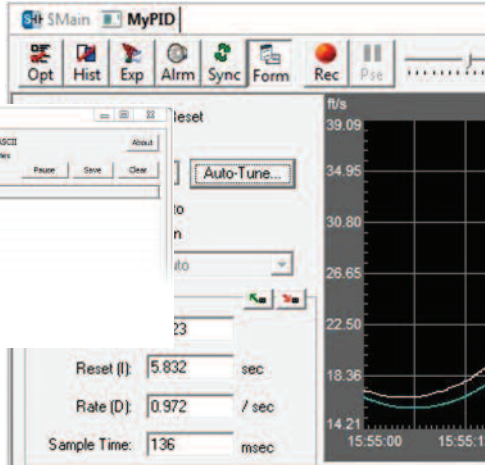 SMain MyPID
Opt Hist Exp Alrm Sync Form Rec Pse
ft/s
39.09
34.95
30.80
26.65
22.50
18.36
14.21
15:55:00
ASCII
About
Pause Save Clear
Auto-Tune...
23
Reset (I): 5.832 sec
Rate (D): 0.972 / sec
Sample Time: 136 msec